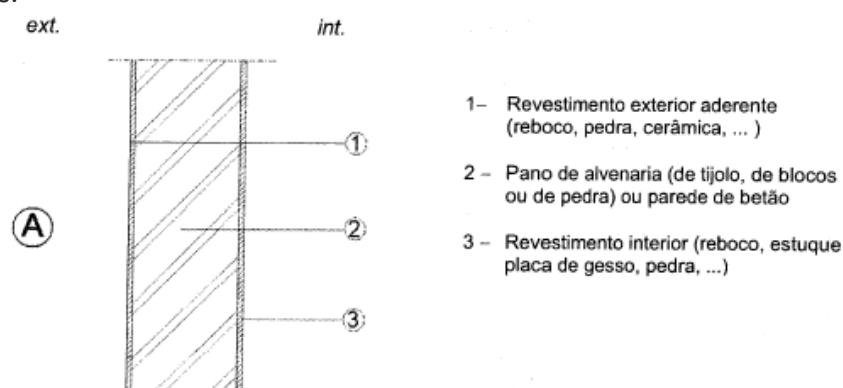 ext.
int.
1
2
A
3
1– Revestimento exterior aderente
(reboco, pedra, cerâmica, ... )
2 – Pano de alvenaria (de tijolo, de blocos
ou de pedra) ou parede de betão
3 – Revestimento interior (reboco, estuque
placa de gesso, pedra, ...)